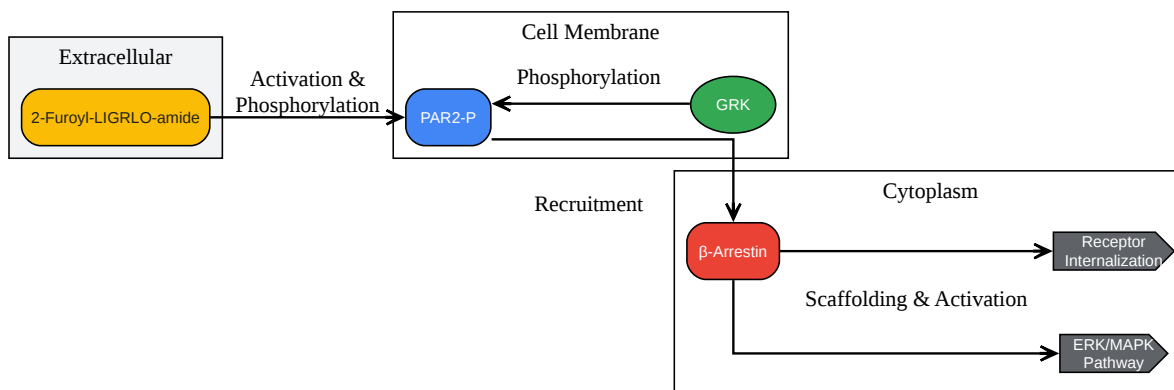 Cell Membrane
Extracellular
Activation &
Phosphorylation
Phosphorylation
2-Furoyl-LIGRLO-amide
PAR2-P
GRK
Recruitment
Cytoplasm
β-Arrestin
Receptor
Internalization
Scaffolding & Activation
ERK/MAPK
Pathway